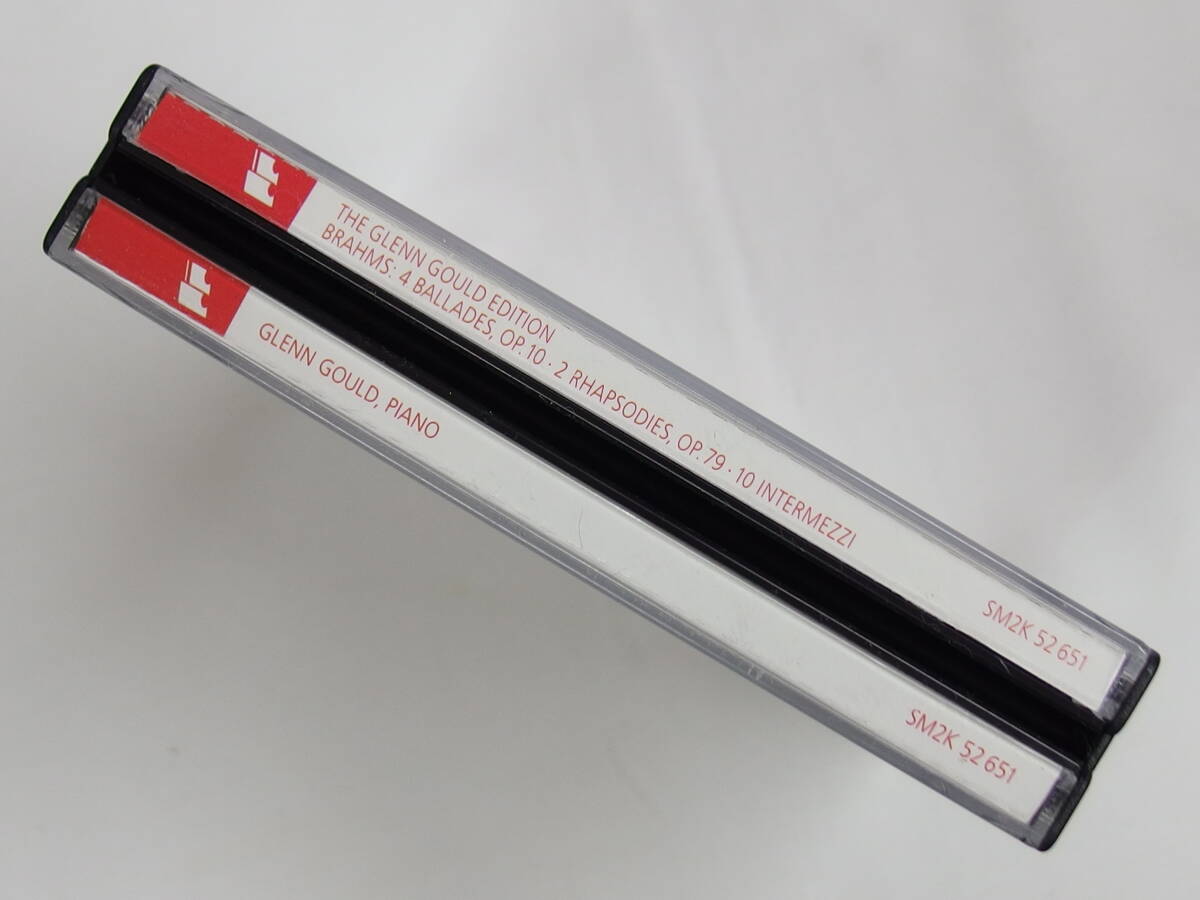 THE GLENN GOULD EDITION
BRAHMS: 4 BALLADES, OP. 10 · 2 RHAPSODIES, OP. 79 · 10 INTERMEZZI
SM2K 52 651
GLENN GOULD, PIANO
SM2K 52 651